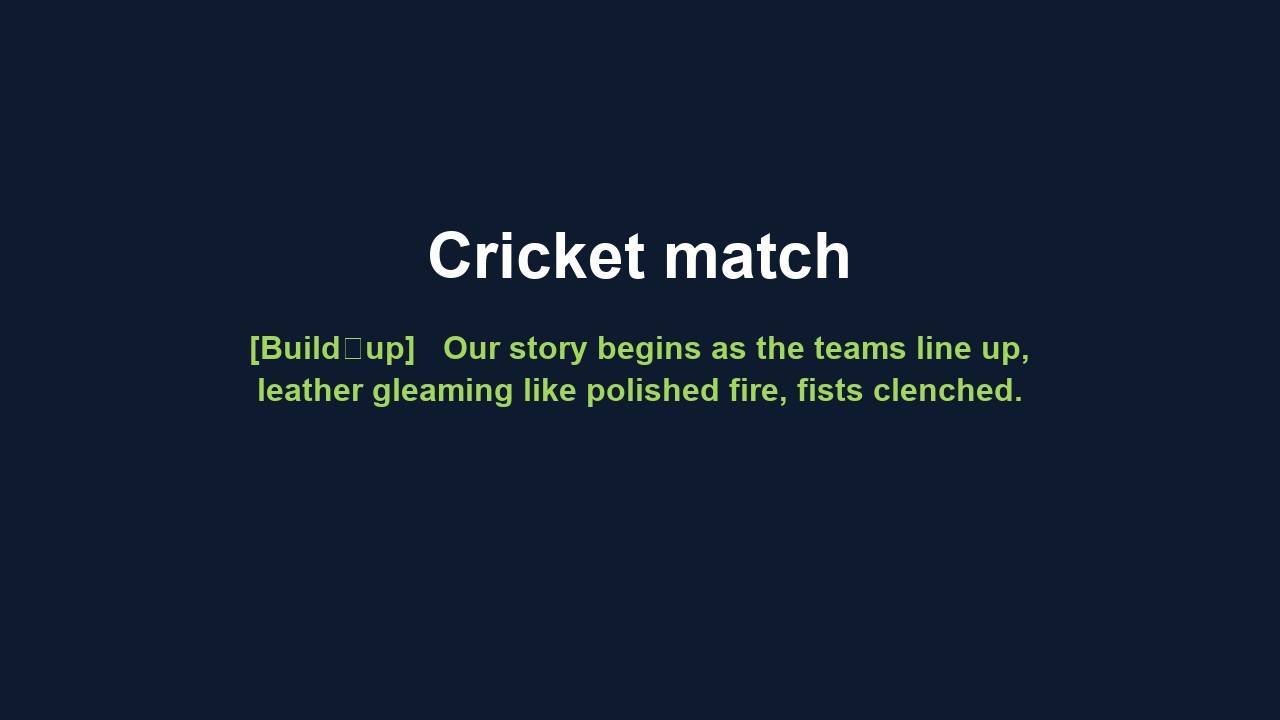 Cricket match
[Build□up]   Our story begins as the teams line up,
leather gleaming like polished fire, fists clenched.